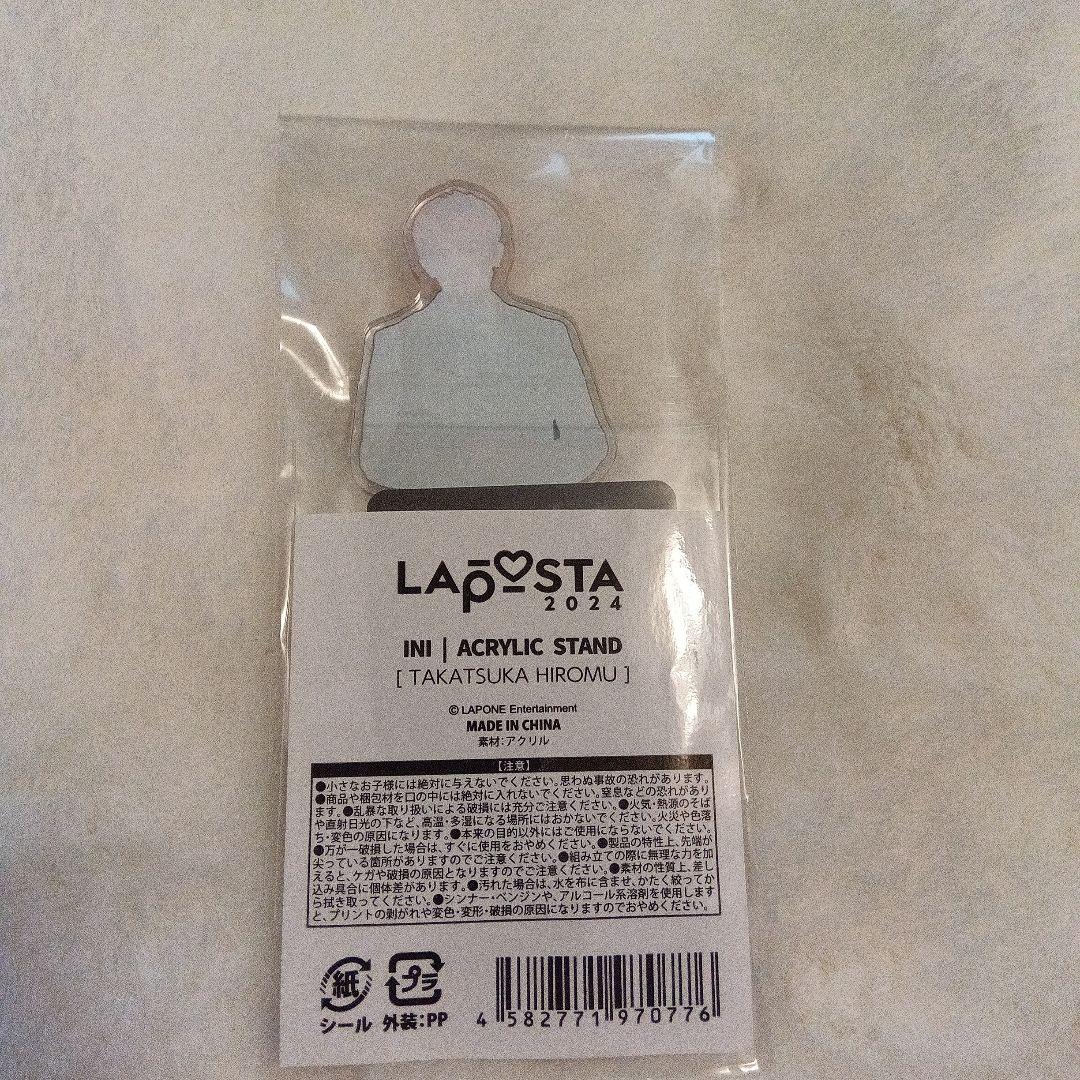 LAPOSTA
2024
INI | ACRYLIC STAND
[ TAKATSUKA HIROMU ]
© LAPONE Entertainment
MADE IN CHINA
素材:アクリル
【注意】
●小さなお子様には絶対に与えないでください。思わぬ事故の恐れがあります。
●商品や梱包材を口の中には絶対に入れないでください。窒息などの恐れがあり
ます。●乱暴な取り扱いによる破損には充分ご注意ください。●火気・熱源のそば
や直射日光の下など、高温・多湿になる場所にはおかないでください。火災や色落
ち・変色の原因になります。●本来の目的以外にはご使用にならないでください。
●万が一破損した場合は、すぐに使用をおやめください。●製品の特性上、先端が
尖っている箇所がありますのでご注意ください。●組み立ての際に無理な力を加
えると、ケガや破損の原因となりますのでご注意ください。●素材の性質上、差し
込み具合に個体差があります。●汚れた場合は、水を布に含ませ、かたく絞ってか
ら拭き取ってください。●シンナー・ベンジンや、アルコール系溶剤を使用します
と、プリントの剥がれや変色・変形・破損の原因になりますのでおやめください。
紙 プラ
シール 外装:PP
4 582771 970776